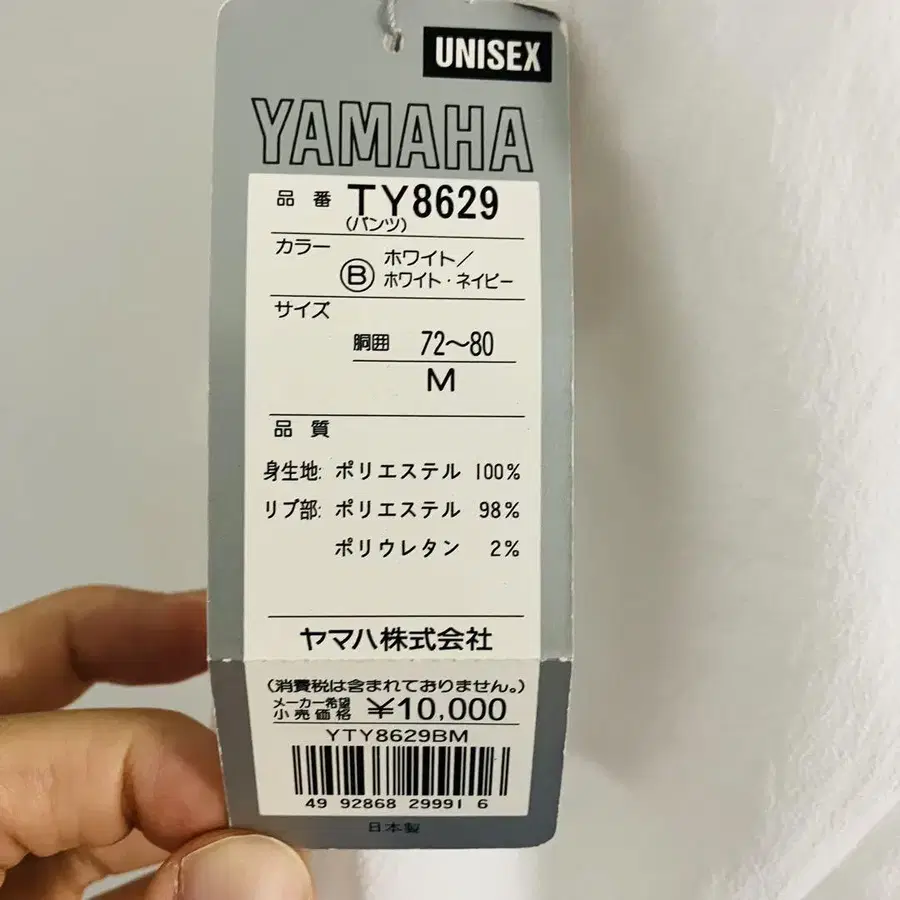 UNISEX
YAMAHA
品番 TY8629
(パンツ)
カラー
Ⓑ ホワイト/
ホワイト・ネイビー
サイズ
胴囲 72〜80
M
品質
身生地: ポリエステル 100%
リブ部: ポリエステル 98%
ポリウレタン 2%
ヤマハ株式会社
(消費税は含まれておりません。)
メーカー希望
小売価格 ¥10,000
YTY8629BM
49 92868 29991 6
日本製